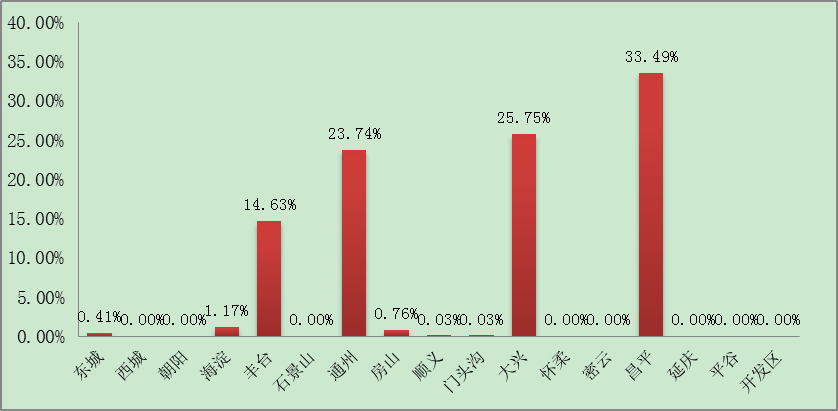 40.00%
35.00%
30.00%
25.00%
20.00%
15.00%
10.00%
5.00%
0.00%
0.41%
0.00%
0.00%
1.17%
14.63%
0.00%
23.74%
0.76%
0.03%
0.03%
25.75%
0.00%
0.00%
33.49%
0.00%
0.00%
0.00%
东城
西城
朝阳
海淀
丰台
石景山
通州
房山
顺义
门头沟
大兴
怀柔
密云
昌平
延庆
平谷
开发区